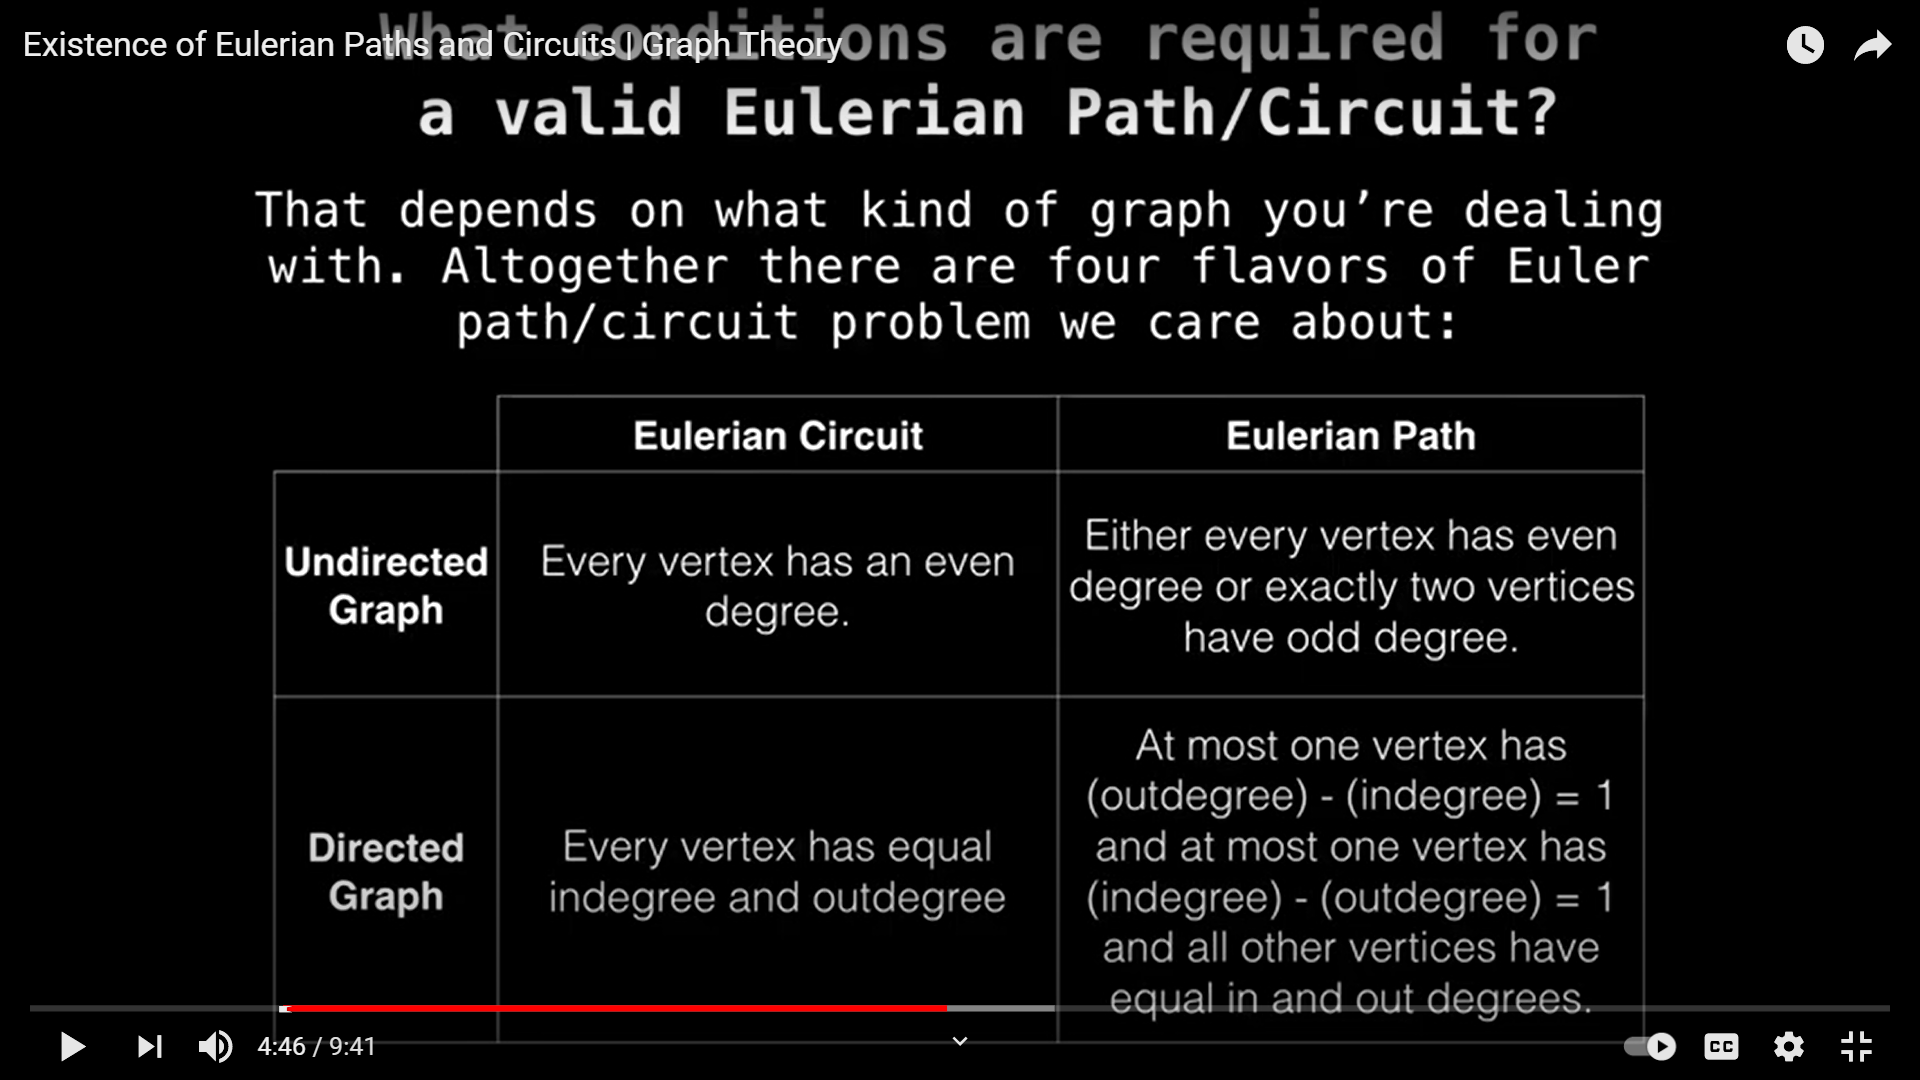 Existence of Eulerian Paths and Circuits | Graph Theory
What conditions are required for
a valid Eulerian Path/Circuit?
That depends on what kind of graph you’re dealing
with. Altogether there are four flavors of Euler
path/circuit problem we care about:
Eulerian Circuit
Eulerian Path
Undirected
Graph
Every vertex has an even
degree.
Either every vertex has even
degree or exactly two vertices
have odd degree.
Directed
Graph
Every vertex has equal
indegree and outdegree
At most one vertex has
(outdegree) - (indegree) = 1
and at most one vertex has
(indegree) - (outdegree) = 1
and all other vertices have
equal in and out degrees.
4:46 / 9:41
CC